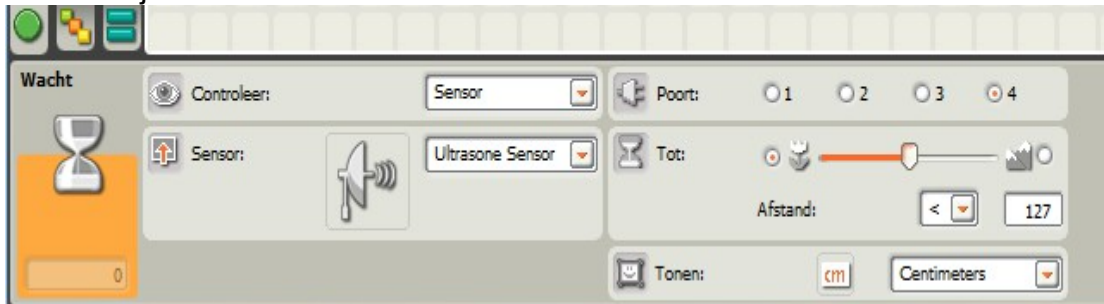 Wacht
Controleer: Sensor
Poort: 1 2 3 4
Sensor: Ultrasone Sensor
Tot:
Afstand: < 127
0
Tonen: cm Centimeters